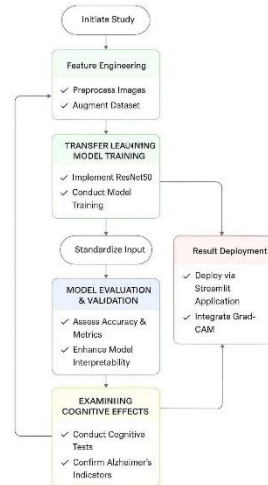 Initiate Study
Feature Engineering
✓ Preprocess Images
✓ Augment Dataset
TRANSFER LEAUNING
MODEL TRAINING
✓ Implement ResNet50
✓ Conduct Model
Training
Standardize Input
MODEL EVALUATION
& VALIDATION
✓ Assess Accuracy &
Metrics
✓ Enhance Model
Interpretability
EXAMINIING
COGNITIVE EFFECTS
✓ Conduct Cognitive
Tests
✓ Confirm Alzheimer's
Indicators
Result Deployment
✓ Deploy via
Streamlit
Application
✓ Integrate Grad-
CAM